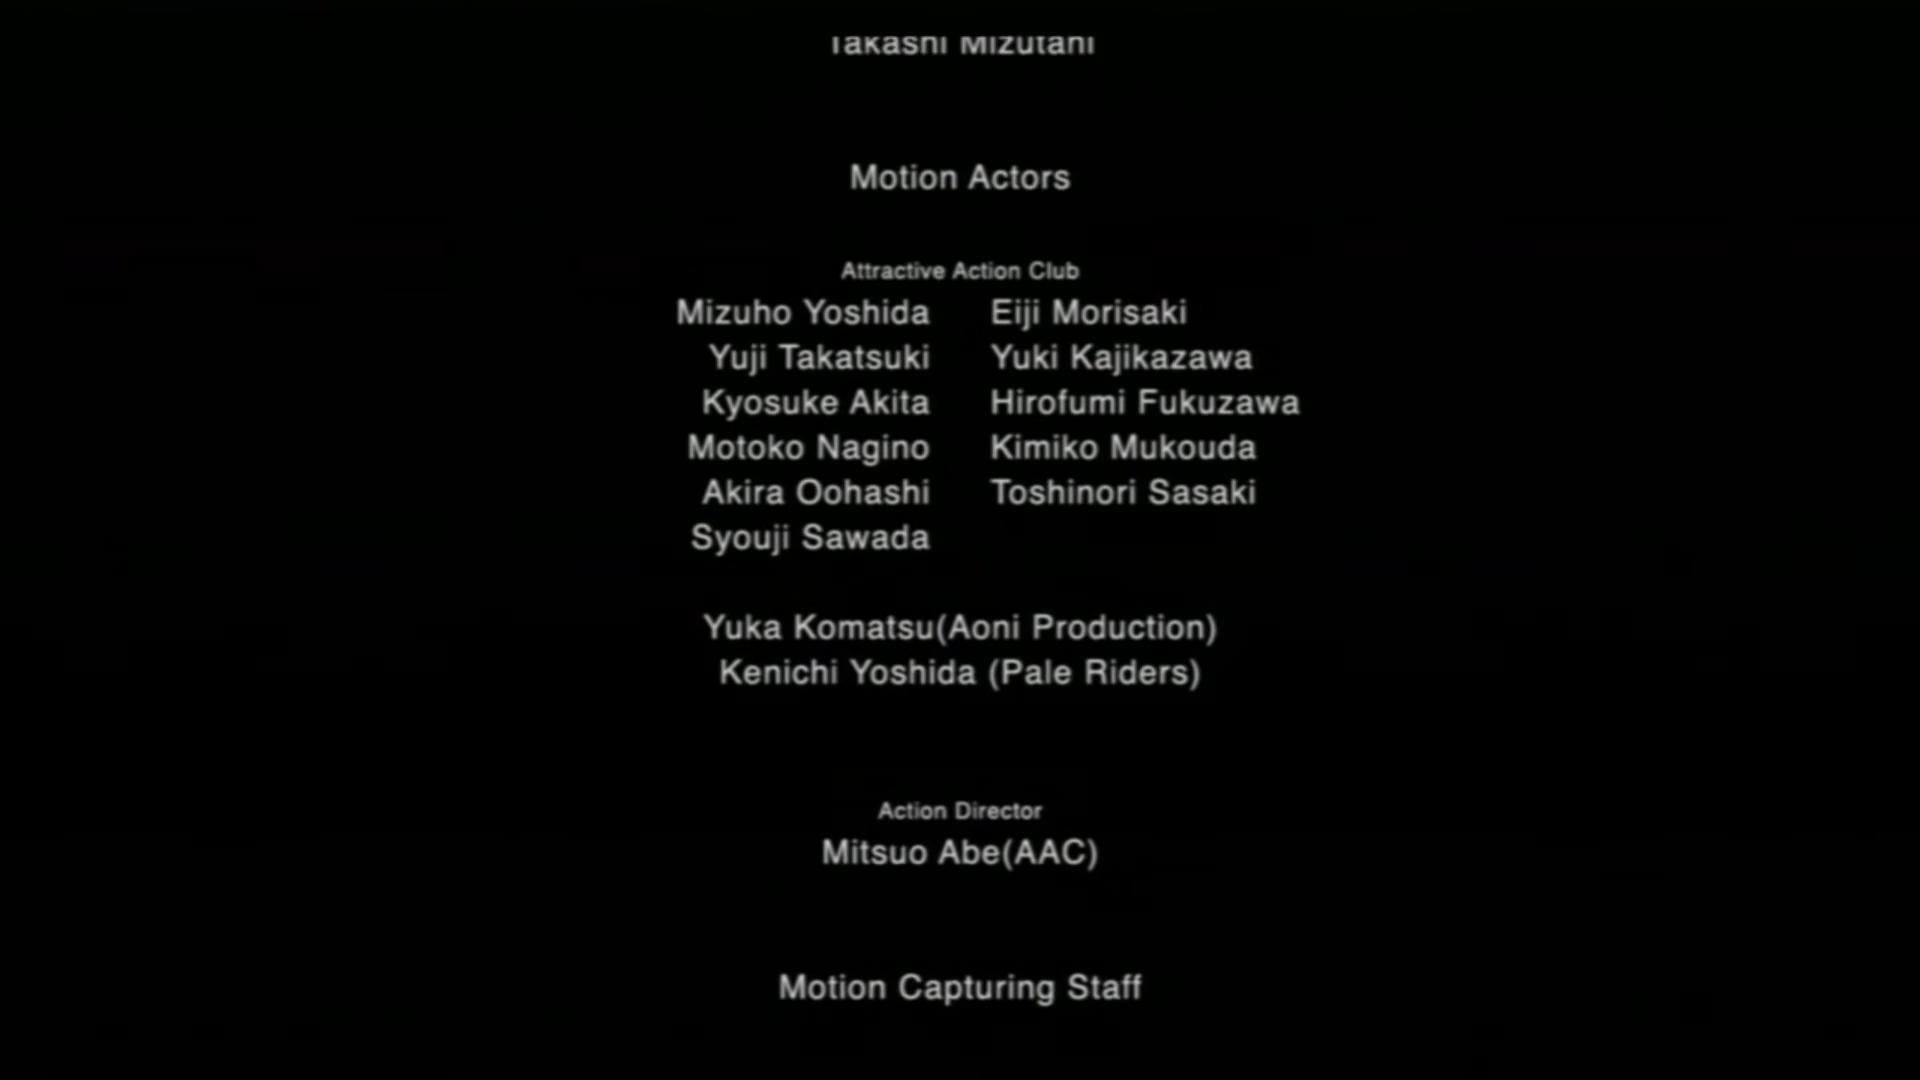 Takashi Mizutani
Motion Actors
Attractive Action Club
Mizuho Yoshida Eiji Morisaki
Yuji Takatsuki Yuki Kajikazawa
Kyosuke Akita Hirofumi Fukuzawa
Motoko Nagino Kimiko Mukouda
Akira Oohashi Toshinori Sasaki
Syouji Sawada
Yuka Komatsu(Aoni Production)
Kenichi Yoshida (Pale Riders)
Action Director
Mitsuo Abe(AAC)
Motion Capturing Staff